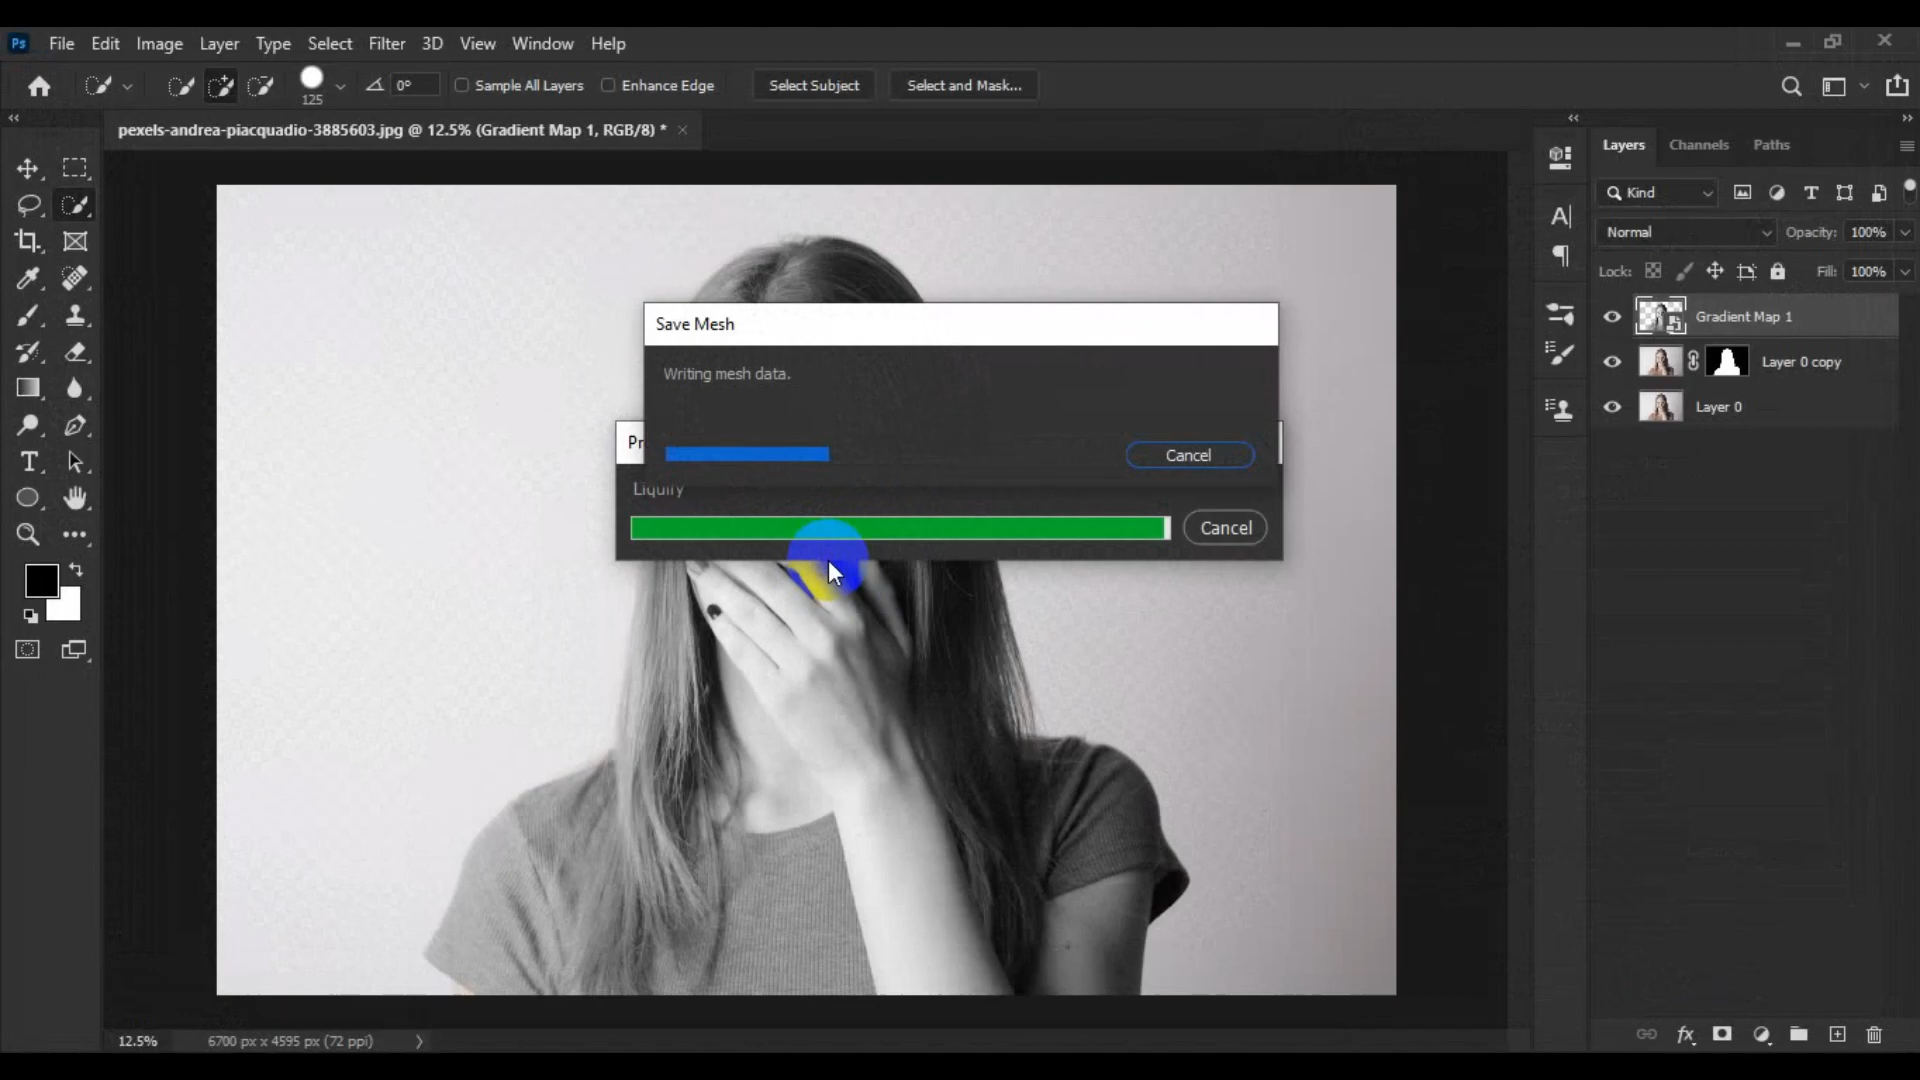 Ps File Edit Image Layer Type Select Filter 3D View Window Help
125 0° Sample All Layers Enhance Edge Select Subject Select and Mask...
pexels-andrea-piacquadio-3885603.jpg @ 12.5% (Gradient Map 1, RGB/8) * ×
Layers Channels Paths
Kind
Normal Opacity: 100%
Lock: Fill: 100%
Gradient Map 1
Layer 0 copy
Layer 0
Save Mesh
Writing mesh data.
Cancel
Pr
Liquify
Cancel
12.5% 6700 px x 4595 px (72 ppi)